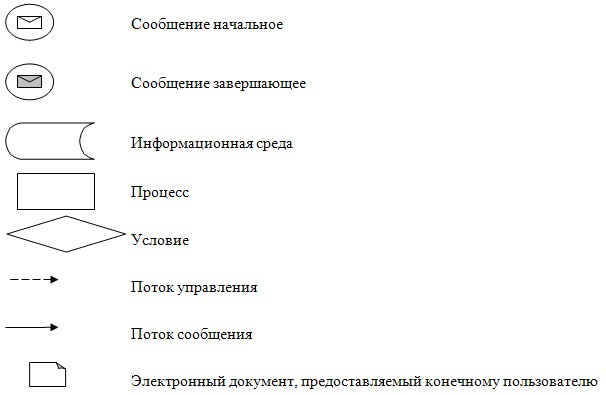 Сообщение начальное
Сообщение завершающее
Информационная среда
Процесс
Условие
Поток управления
Поток сообщения
Электронный документ, предоставляемый конечному пользователю